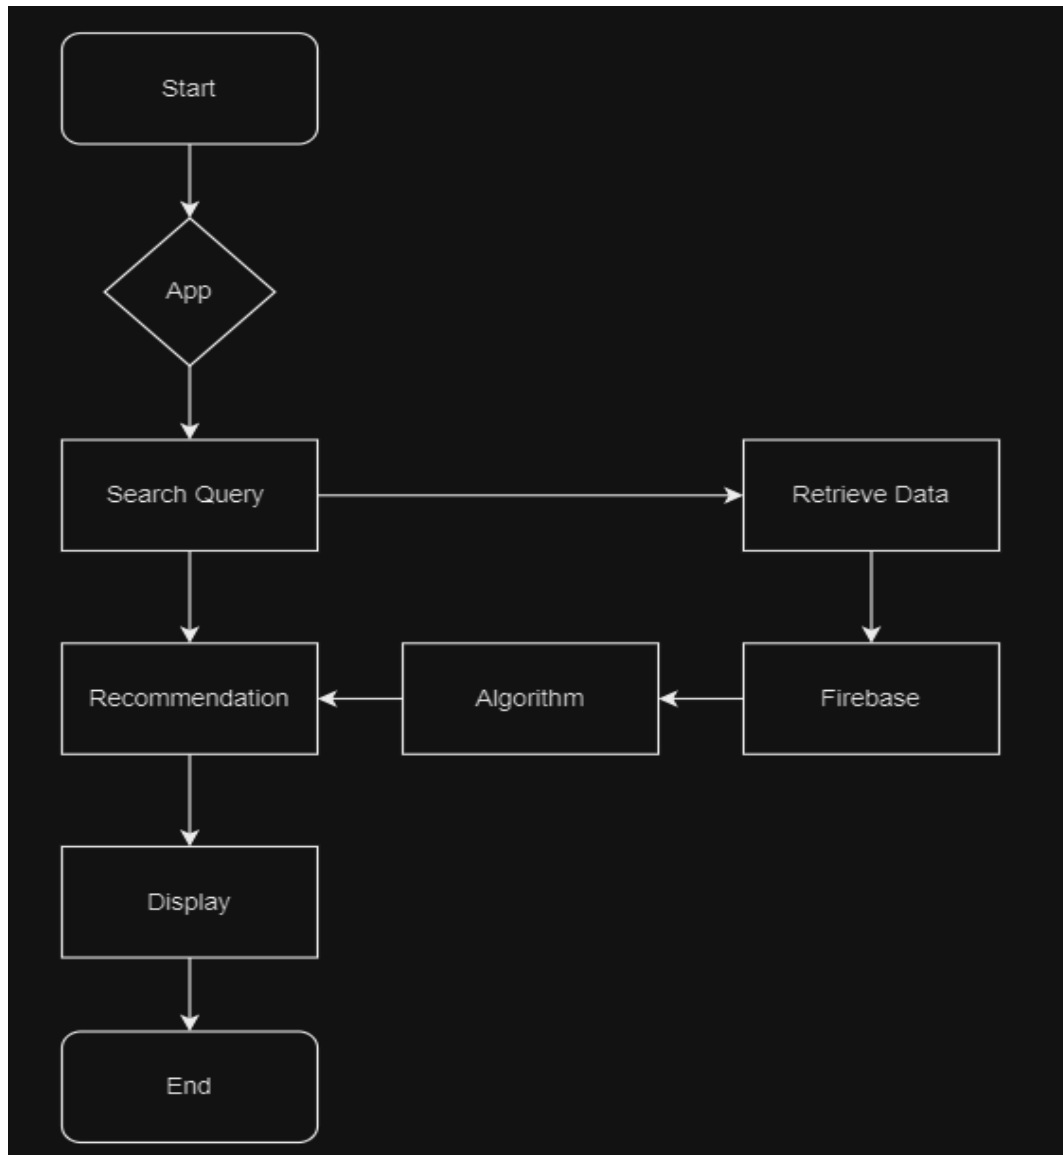 Start
App
Search Query
Retrieve Data
Recommendation
Algorithm
Firebase
Display
End